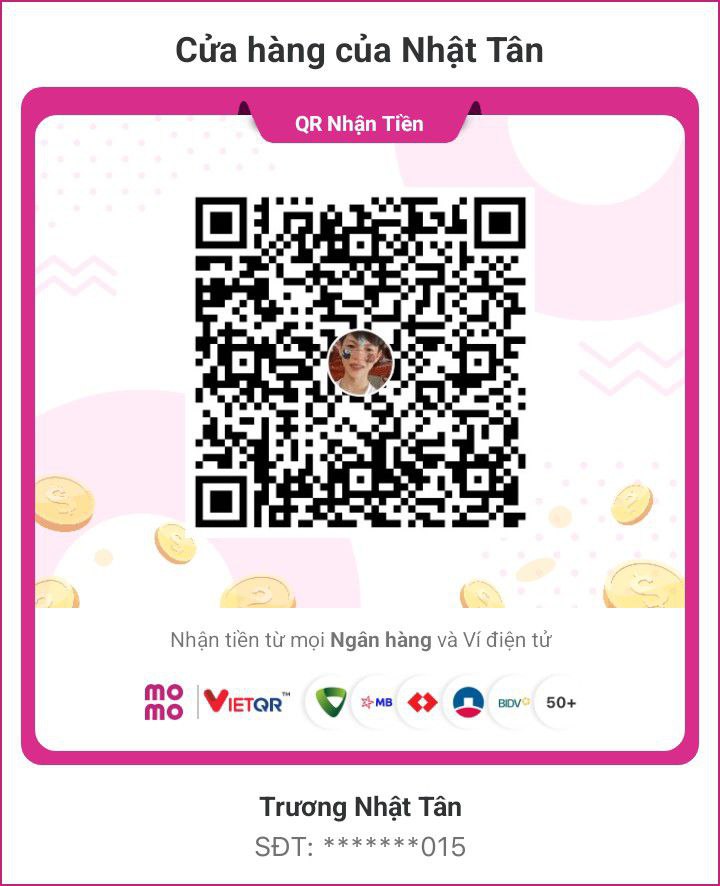 Cửa hàng của Nhật Tân
QR Nhận Tiền
Nhận tiền từ mọi Ngân hàng và Ví điện tử
mo mo VIETQR™ MB BIDV 50+
Trương Nhật Tân
SĐT: *******015